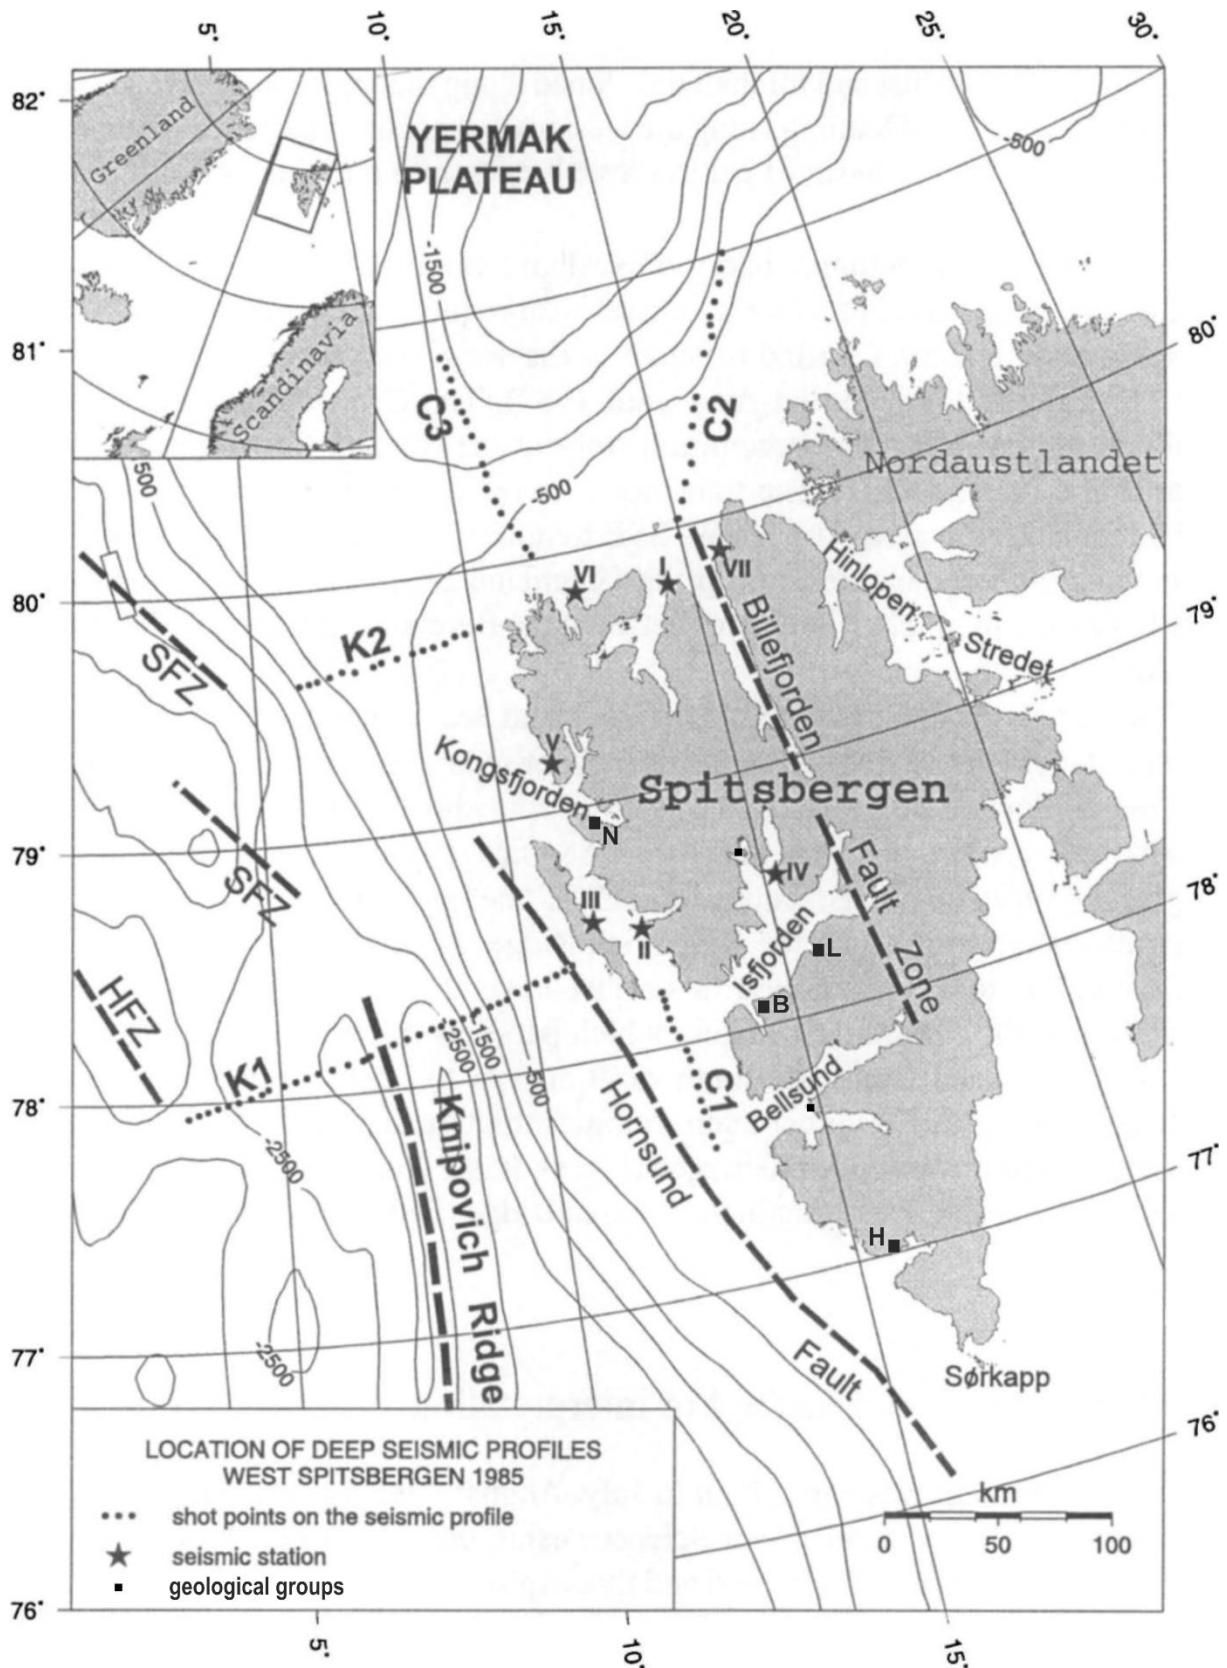 5°
10°
15°
20°
25°
30°
82°
81°
80°
79°
78°
77°
76°
80°
79°
78°
77°
76°
5°
10°
15°
Greenland
Scandinavia
YERMAK
PLATEAU
-500
-1500
C3
C2
-500
500
Nordaustlandet
Hinlopen
Stredet
VI
I
VII
K2
SFZ
Billefjorden
V
Kongsfjorden
Spitsbergen
N
SFZ
IV
Fault
III
II
HFZ
Isfjorden
L
Zone
B
K1
-2500
-1500
-500
C1
Bellsund
Hornsund
Knipovich
-2500
H
Ridge
-2500
Fault
Sørkapp
LOCATION OF DEEP SEISMIC PROFILES
WEST SPITSBERGEN 1985
shot points on the seismic profile
seismic station
geological groups
km
0 50 100